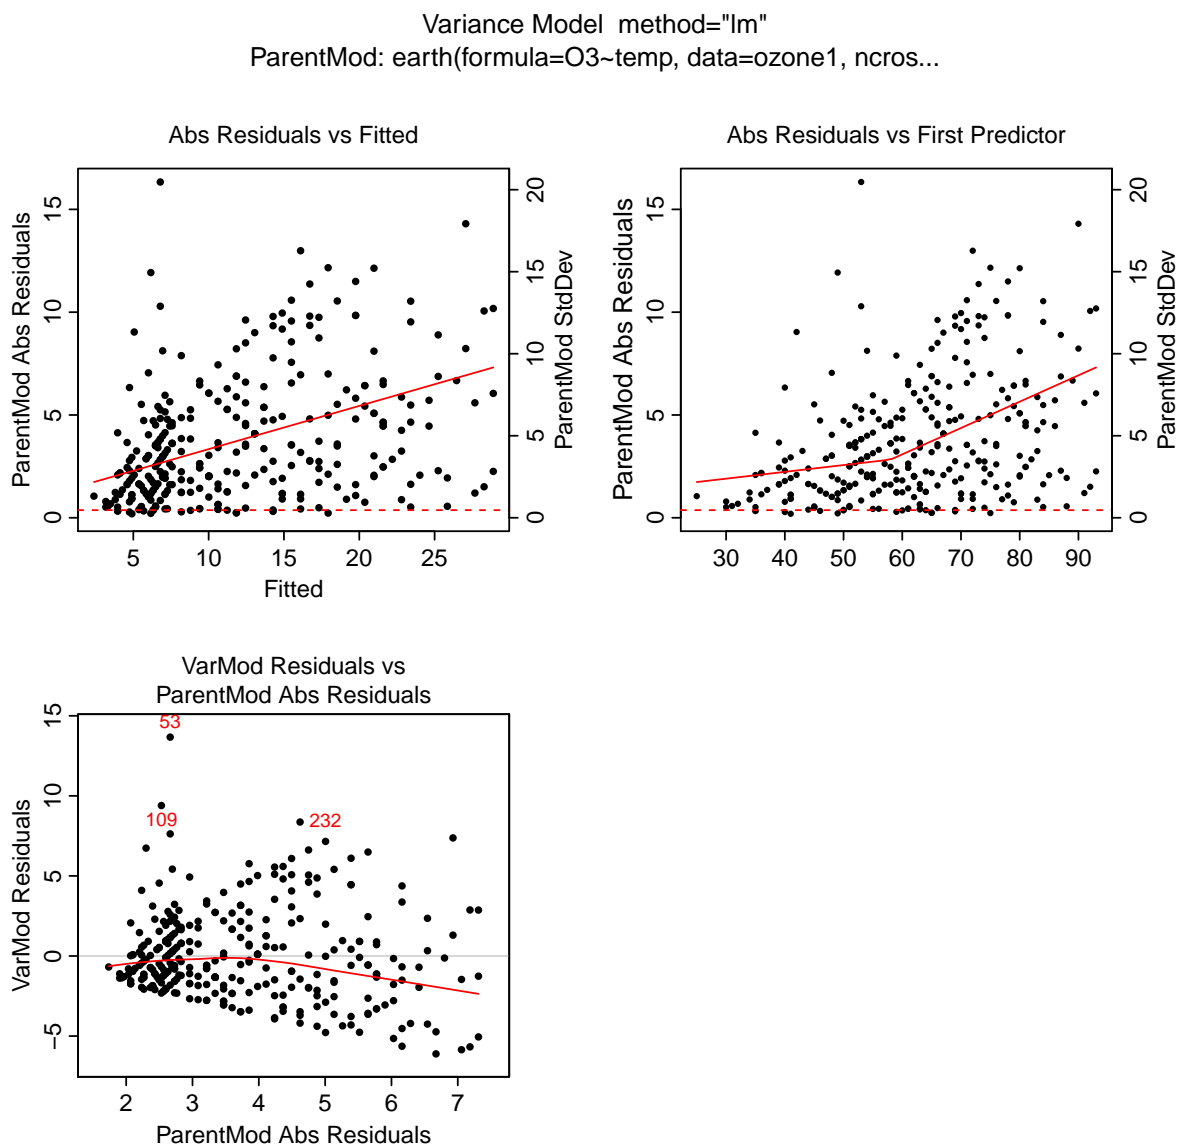 Variance Model  method="lm"
ParentMod: earth(formula=O3~temp, data=ozone1, ncros...
Abs Residuals vs Fitted
ParentMod Abs Residuals
0 5 10 15
ParentMod StdDev
0 5 10 15 20
5 10 15 20 25
Fitted
Abs Residuals vs First Predictor
ParentMod Abs Residuals
0 5 10 15
ParentMod StdDev
0 5 10 15 20
30 40 50 60 70 80 90
VarMod Residuals vs
ParentMod Abs Residuals
VarMod Residuals
−5 0 5 10 15
53
109
232
2 3 4 5 6 7
ParentMod Abs Residuals